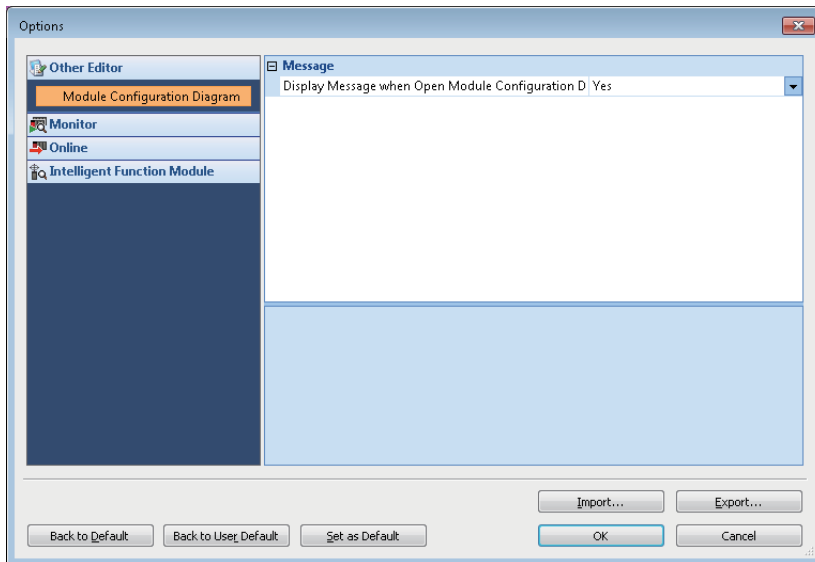 Options
Other Editor
Module Configuration Diagram
Monitor
Online
Intelligent Function Module
Message
Display Message when Open Module Configuration D Yes
Import...
Export...
Back to Default
Back to User Default
Set as Default
OK
Cancel